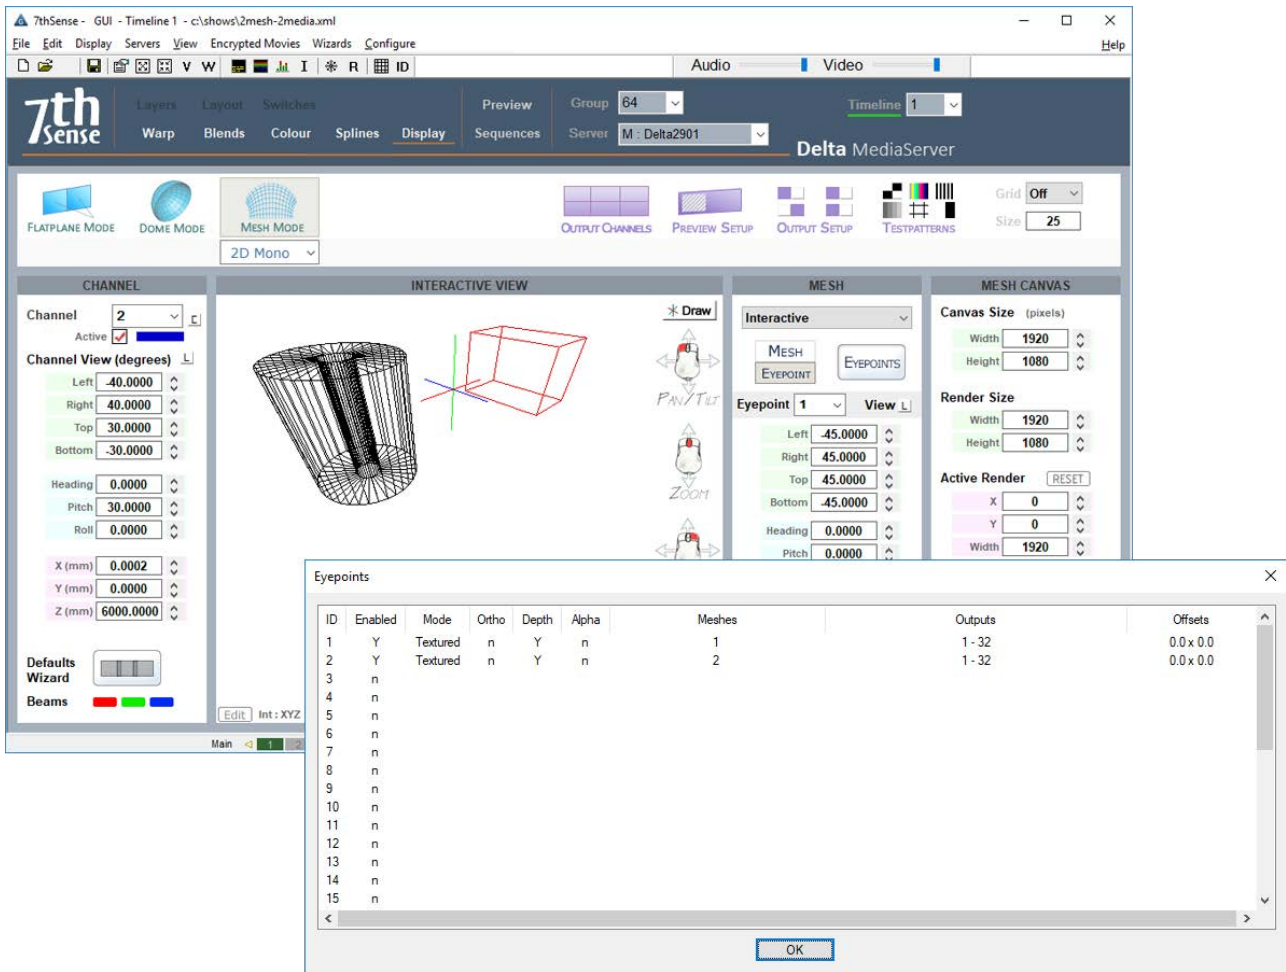 7thSense - GUI - Timeline 1 - c:\shows\2mesh-2media.xml
File Edit Display Servers View Encrypted Movies Wizards Configure Help
V W I R ID Audio Video
7th Sense
Layers Layout Switches Preview Group 64 Timeline 1
Warp Blends Colour Splines Display Sequences Server M : Delta2901
Delta MediaServer
FLATPLANE MODE DOME MODE MESH MODE OUTPUT CHANNELS PREVIEW SETUP OUTPUT SETUP TESTPATTERNS
Grid Off
Size 25
2D Mono
CHANNEL
Channel 2 C
Active
Channel View (degrees) L
Left -40.0000
Right 40.0000
Top 30.0000
Bottom -30.0000
Heading 0.0000
Pitch 30.0000
Roll 0.0000
X (mm) 0.0002
Y (mm) 0.0000
Z (mm) 6000.0000
Defaults
Wizard
Beams
INTERACTIVE VIEW
Draw
PAN/TILT
ZOOM
Edit Int : XYZ
Main 1 2
MESH
Interactive
MESH
EYEPOINT
EYEPOINTS
Eyepoint 1 View L
Left -45.0000
Right 45.0000
Top 45.0000
Bottom -45.0000
Heading 0.0000
Pitch 0.0000
MESH CANVAS
Canvas Size (pixels)
Width 1920
Height 1080
Render Size
Width 1920
Height 1080
Active Render RESET
X 0
Y 0
Width 1920
Eyepoints
ID Enabled Mode Ortho Depth Alpha Meshes Outputs Offsets
1 Y Textured n Y n 1 1 - 32 0.0 x 0.0
2 Y Textured n Y n 2 1 - 32 0.0 x 0.0
3 n
4 n
5 n
6 n
7 n
8 n
9 n
10 n
11 n
12 n
13 n
14 n
15 n
OK